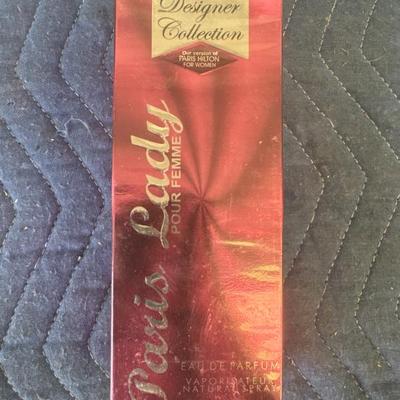 Designer
Collection
Our version of
PARIS HILTON
FOR WOMEN
Paris Lady
POUR FEMME
EAU DE PARFUM
VAPORISATEUR
NATURAL SPRAY